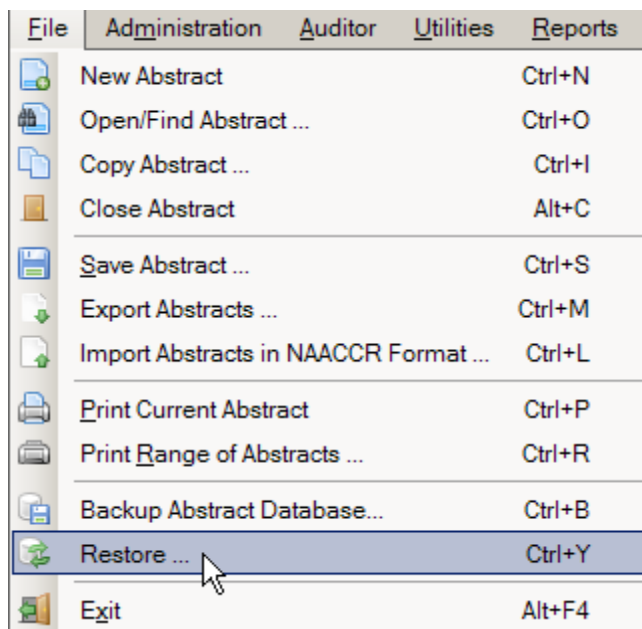 File Administration Auditor Utilities Reports
New Abstract Ctrl+N
Open/Find Abstract ... Ctrl+O
Copy Abstract ... Ctrl+I
Close Abstract Alt+C
Save Abstract ... Ctrl+S
Export Abstracts ... Ctrl+M
Import Abstracts in NAACCR Format ... Ctrl+L
Print Current Abstract Ctrl+P
Print Range of Abstracts ... Ctrl+R
Backup Abstract Database... Ctrl+B
Restore ... Ctrl+Y
Exit Alt+F4